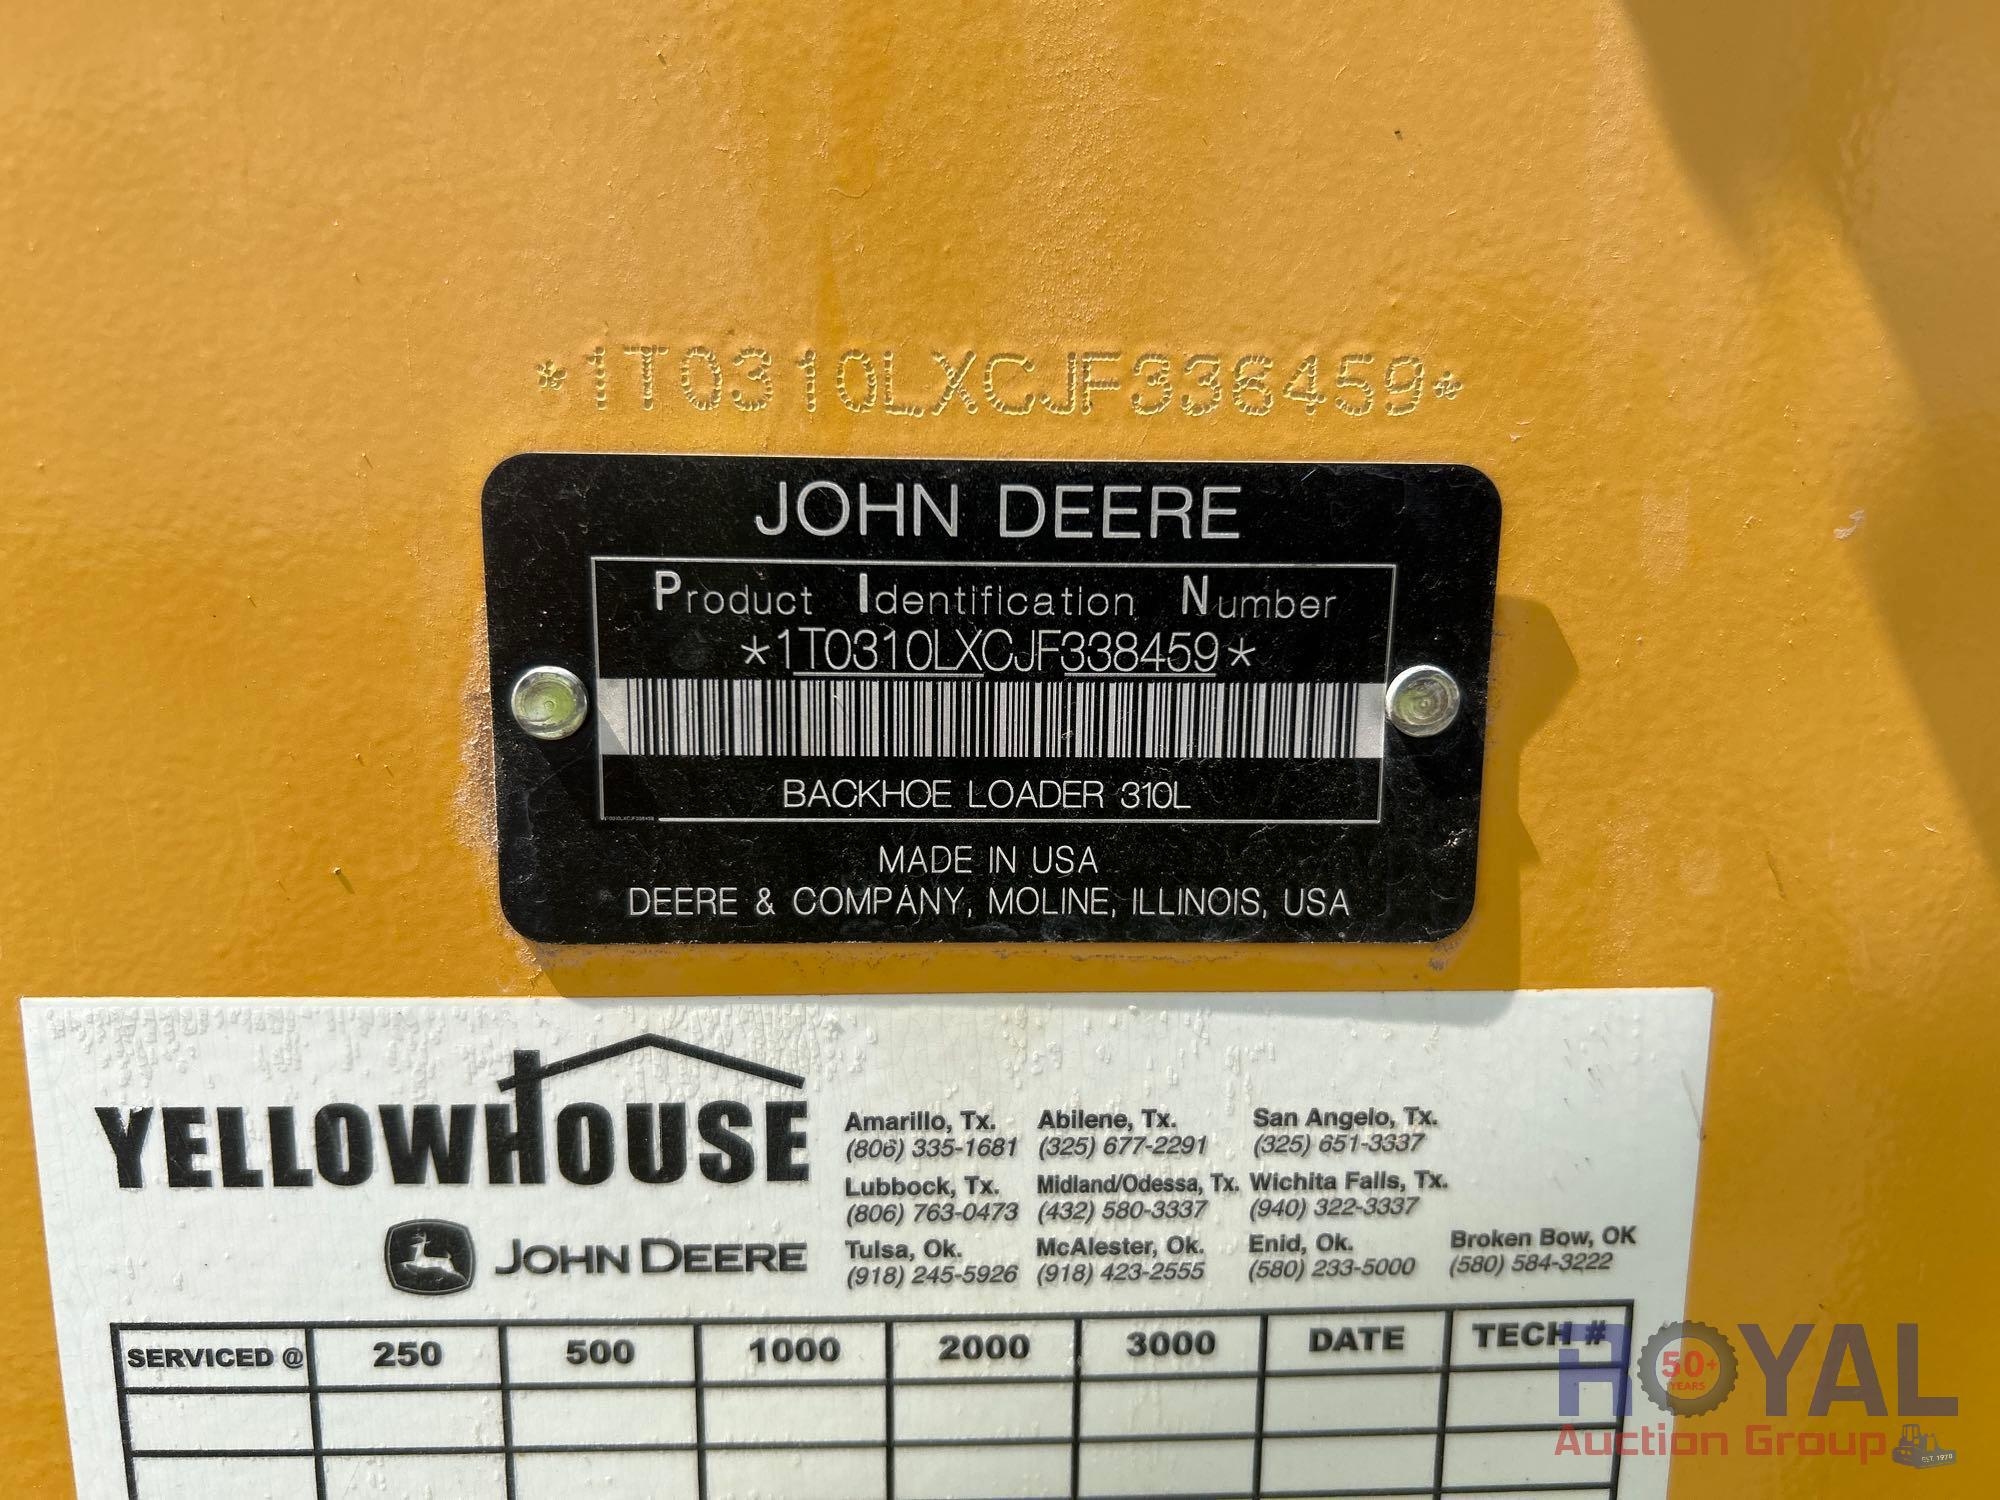 *1T0310LXCJF338459*
JOHN DEERE
Product Identification Number
*1T0310LXCJF338459*
BACKHOE LOADER 310L
1T0310LXCJF338459
MADE IN USA
DEERE & COMPANY, MOLINE, ILLINOIS, USA
YELLOWHOUSE
JOHN DEERE
Amarillo, Tx. Abilene, Tx. San Angelo, Tx.
(806) 335-1681 (325) 677-2291 (325) 651-3337
Lubbock, Tx. Midland/Odessa, Tx. Wichita Falls, Tx.
(806) 763-0473 (432) 580-3337 (940) 322-3337
Tulsa, Ok. McAlester, Ok. Enid, Ok. Broken Bow, OK
(918) 245-5926 (918) 423-2555 (580) 233-5000 (580) 584-3222
SERVICED @ 250 500 1000 2000 3000 DATE TECH #
ROYAL
50+
YEARS
Auction Group
EST. 1970